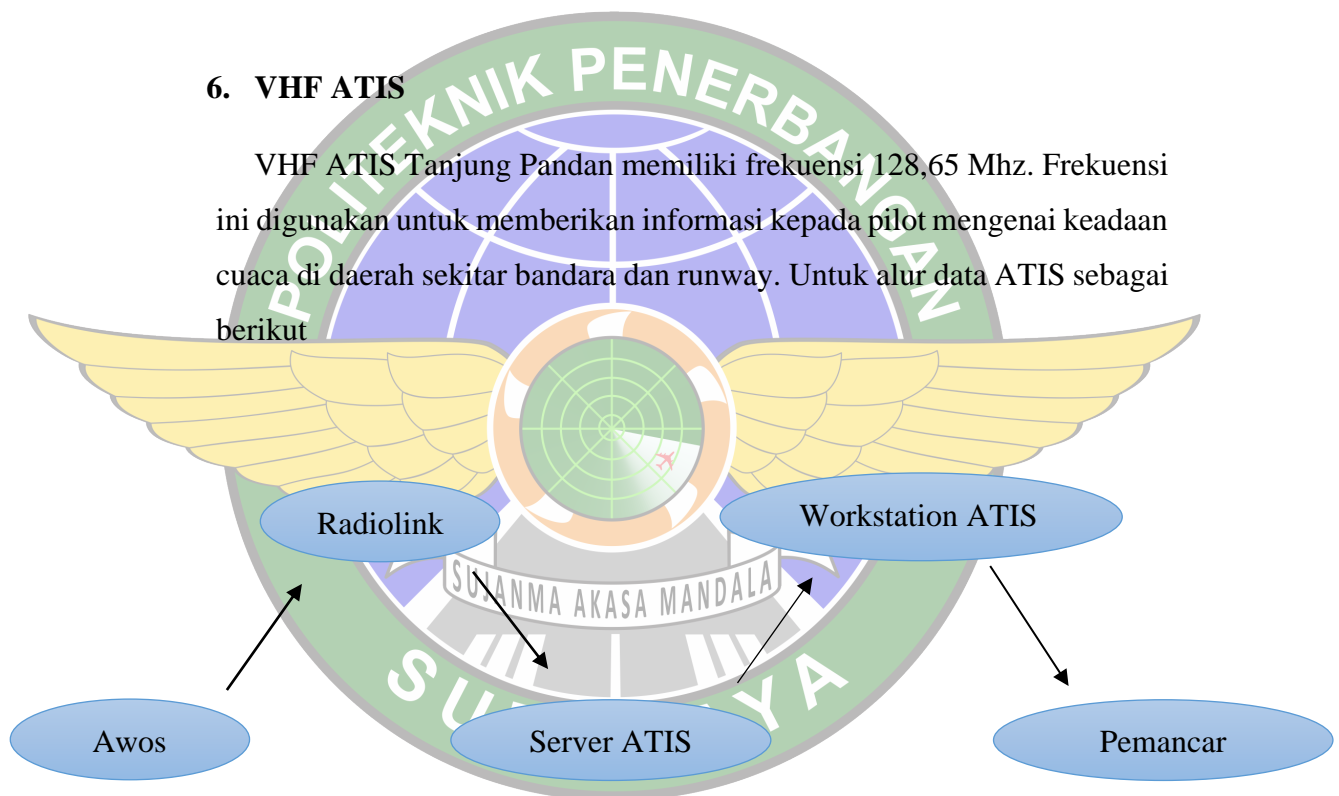 POLITEKNIK PENERBANGAN
6. VHF ATIS
VHF ATIS Tanjung Pandan memiliki frekuensi 128,65 Mhz. Frekuensi
ini digunakan untuk memberikan informasi kepada pilot mengenai keadaan
cuaca di daerah sekitar bandara dan runway. Untuk alur data ATIS sebagai
berikut
Radiolink
Workstation ATIS
SUJANMA AKASA MANDALA
Awos
Server ATIS
Pemancar